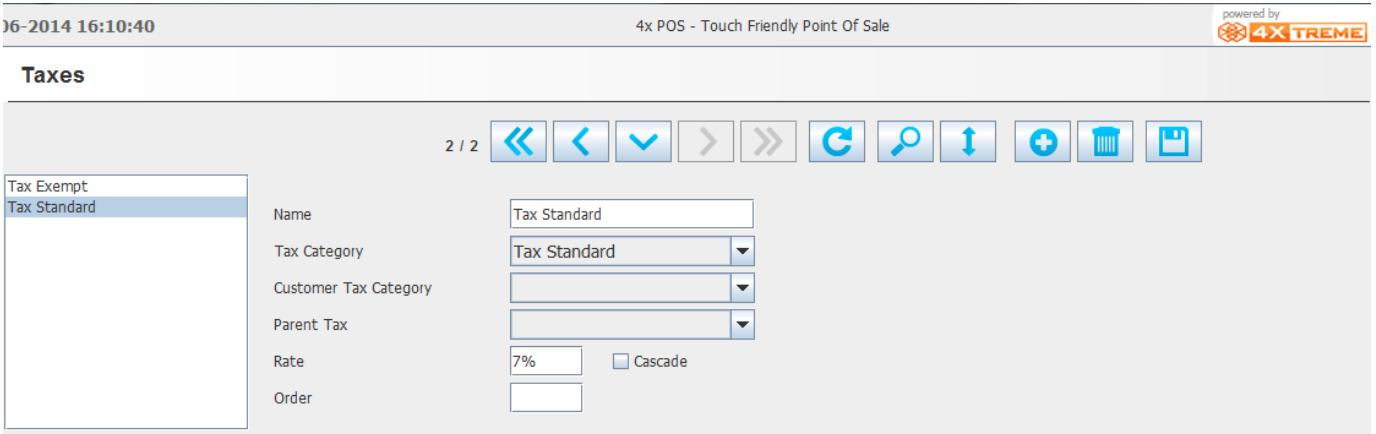 06-2014 16:10:40
4x POS - Touch Friendly Point Of Sale
powered by
4XTREME
Taxes
2 / 2
Tax Exempt
Tax Standard
Name
Tax Standard
Tax Category
Tax Standard
Customer Tax Category
Parent Tax
Rate
7%
Cascade
Order